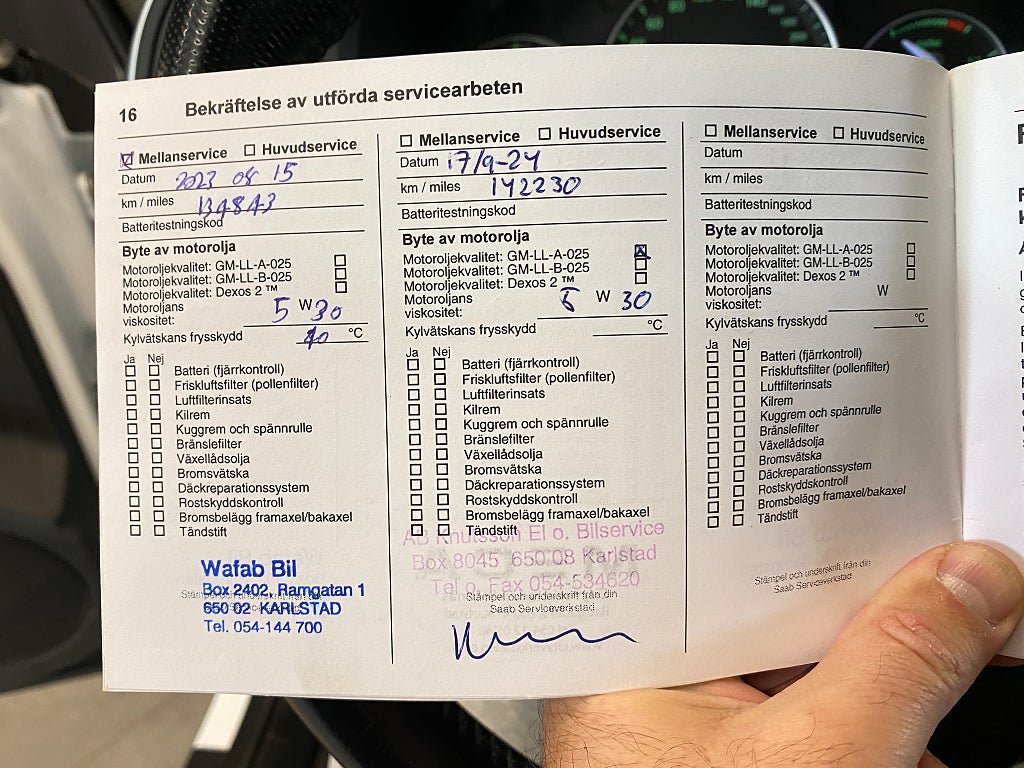 16 Bekräftelse av utförda servicearbeten
Mellanservice Huvudservice
Datum 2023 08 15
km / miles 134843
Batteritestningskod
Byte av motorolja
Motoroljekvalitet: GM-LL-A-025
Motoroljekvalitet: GM-LL-B-025
Motoroljekvalitet: Dexos 2 ™
Motoroljans
viskositet: 5 W 30
Kylvätskans frysskydd °C
Ja Nej
Batteri (fjärrkontroll)
Friskluftsfilter (pollenfilter)
Luftfilterinsats
Kilrem
Kuggrem och spännrulle
Bränslefilter
Växellådsolja
Bromsvätska
Däckreparationssystem
Rostskyddskontroll
Bromsbelägg framaxel/bakaxel
Tändstift
Wafab Bil
Box 2402, Ramgatan 1
650 02 KARLSTAD
Tel. 054-144 700
Mellanservice Huvudservice
Datum 17/9-24
km / miles 142230
Batteritestningskod
Byte av motorolja
Motoroljekvalitet: GM-LL-A-025
Motoroljekvalitet: GM-LL-B-025
Motoroljekvalitet: Dexos 2 ™
Motoroljans
viskositet: 5 W 30
Kylvätskans frysskydd °C
Ja Nej
Batteri (fjärrkontroll)
Friskluftsfilter (pollenfilter)
Luftfilterinsats
Kilrem
Kuggrem och spännrulle
Bränslefilter
Växellådsolja
Bromsvätska
Däckreparationssystem
Rostskyddskontroll
Bromsbelägg framaxel/bakaxel
Tändstift
AB Knutsson El o. Bilservice
Box 8045 650 08 Karlstad
Tel o. Fax 054-534620
Stämpel och underskrift från din
Saab Serviceverkstad
Mellanservice Huvudservice
Datum
km / miles
Batteritestningskod
Byte av motorolja
Motoroljekvalitet: GM-LL-A-025
Motoroljekvalitet: GM-LL-B-025
Motoroljekvalitet: Dexos 2 ™
Motoroljans W
viskositet:
Kylvätskans frysskydd °C
Ja Nej
Batteri (fjärrkontroll)
Friskluftsfilter (pollenfilter)
Luftfilterinsats
Kilrem
Kuggrem och spännrulle
Bränslefilter
Växellådsolja
Bromsvätska
Däckreparationssystem
Rostskyddskontroll
Bromsbelägg framaxel/bakaxel
Tändstift
Stämpel och underskrift från din
Saab Serviceverkstad